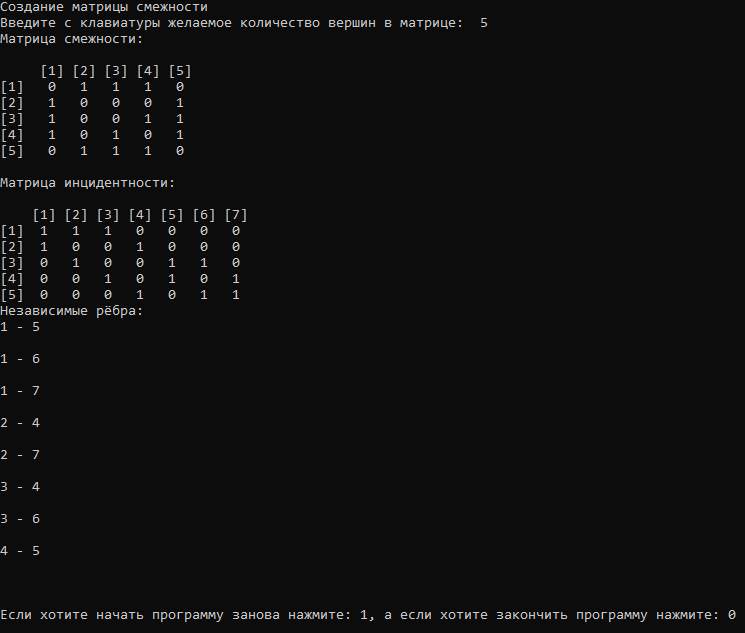 Создание матрицы смежности
Введите с клавиатуры желаемое количество вершин в матрице:  5
Матрица смежности:
[1] [2] [3] [4] [5]
[1]   0   1   1   1   0
[2]   1   0   0   0   1
[3]   1   0   0   1   1
[4]   1   0   1   0   1
[5]   0   1   1   1   0
Матрица инцидентности:
[1] [2] [3] [4] [5] [6] [7]
[1]  1   1   1   0   0   0   0
[2]  1   0   0   1   0   0   0
[3]  0   1   0   0   1   1   0
[4]  0   0   1   0   1   0   1
[5]  0   0   0   1   0   1   1
Независимые рёбра:
1 - 5
1 - 6
1 - 7
2 - 4
2 - 7
3 - 4
3 - 6
4 - 5
Если хотите начать программу занова нажмите: 1, а если хотите закончить программу нажмите: 0